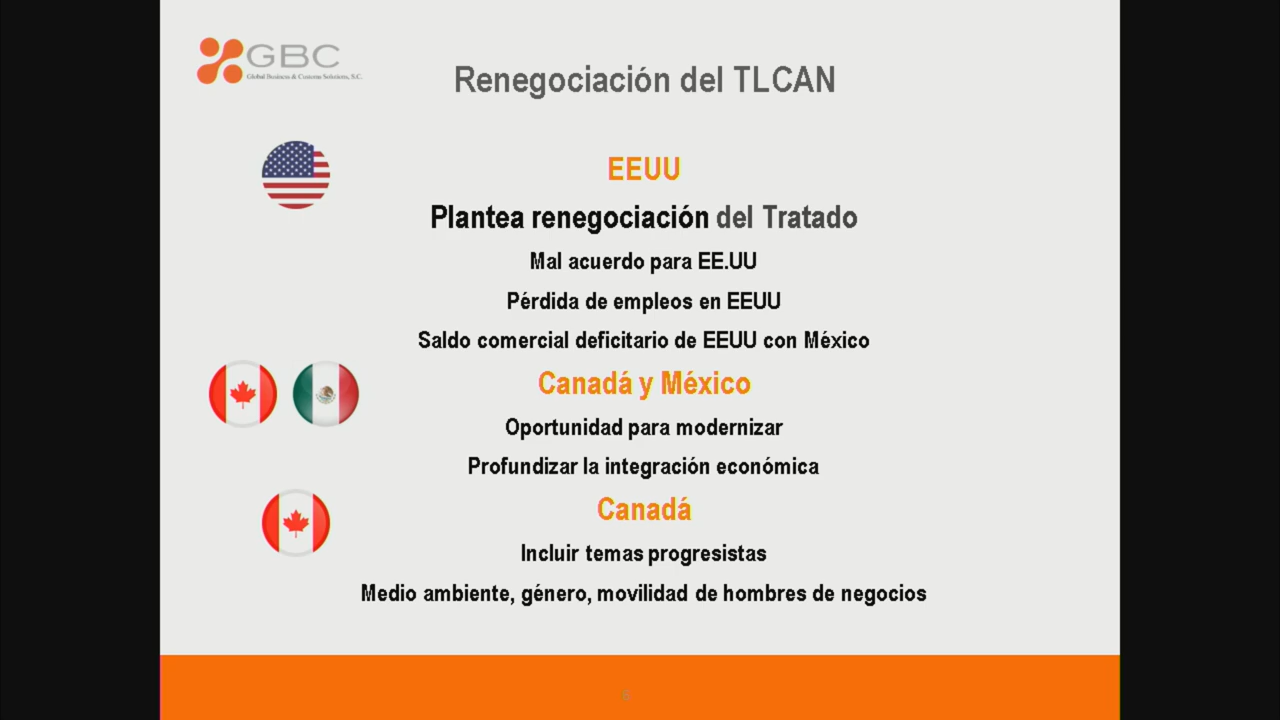 GBC
Global Business & Customs Solutions, S.C.
Renegociación del TLCAN
EEUU
Plantea renegociación del Tratado
Mal acuerdo para EE.UU
Pérdida de empleos en EEUU
Saldo comercial deficitario de EEUU con México
Canadá y México
Oportunidad para modernizar
Profundizar la integración económica
Canadá
Incluir temas progresistas
Medio ambiente, género, movilidad de hombres de negocios